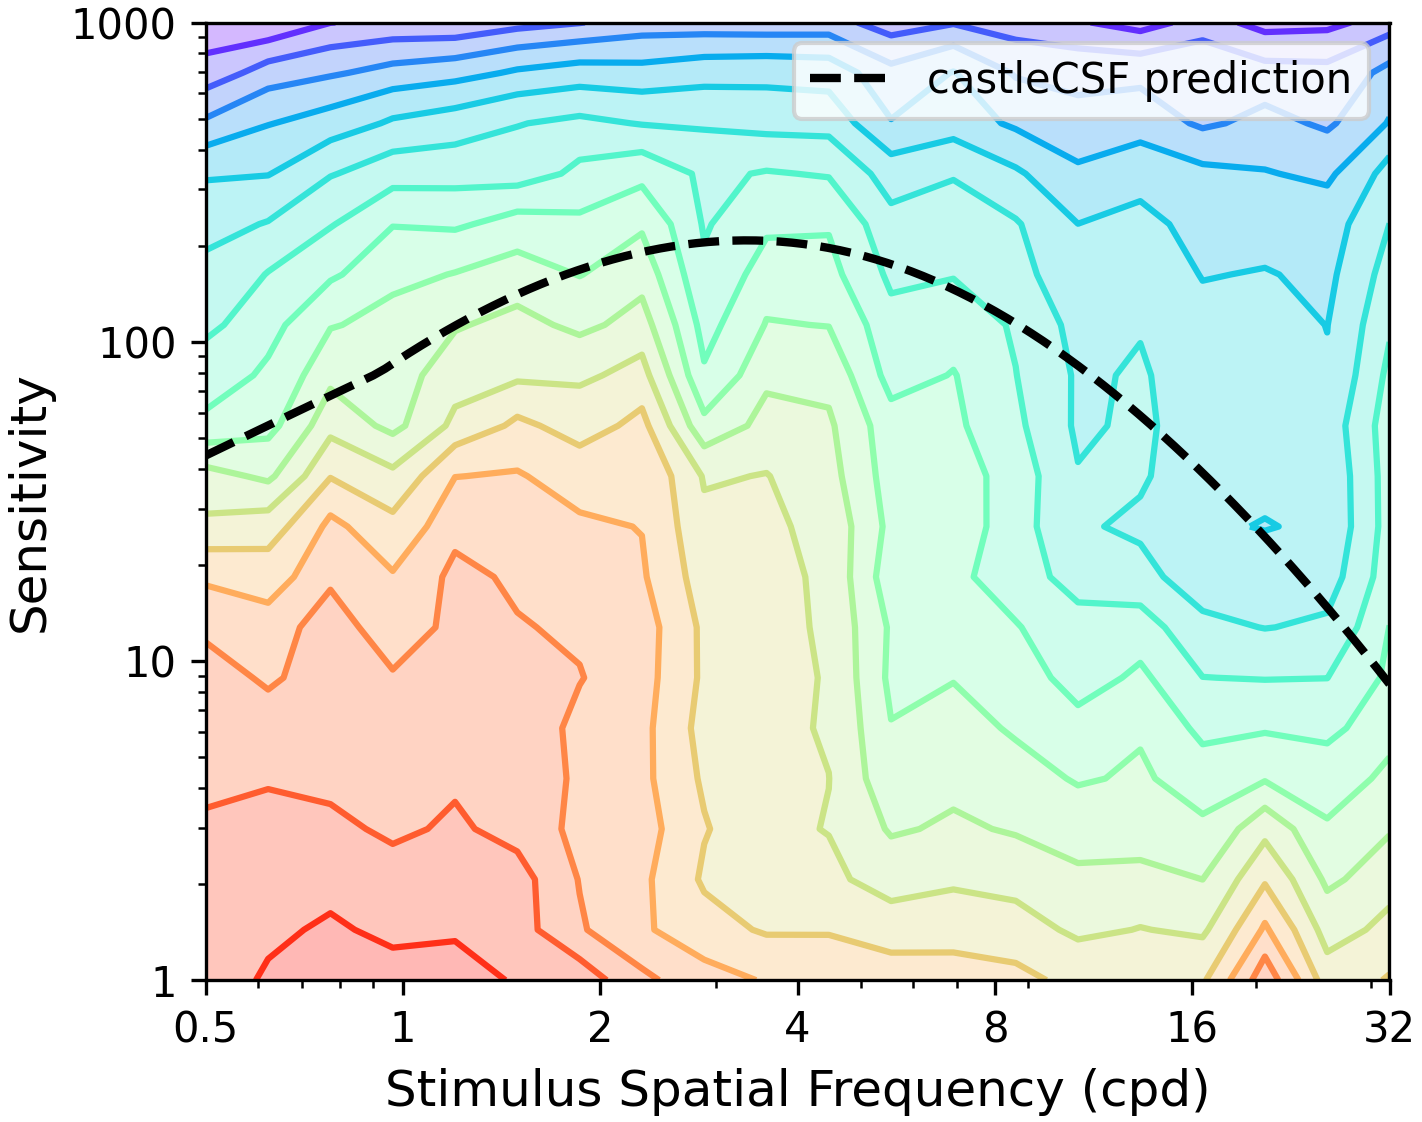 1000
100
10
1
Sensitivity
castleCSF prediction
0.5 1 2 4 8 16 32
Stimulus Spatial Frequency (cpd)